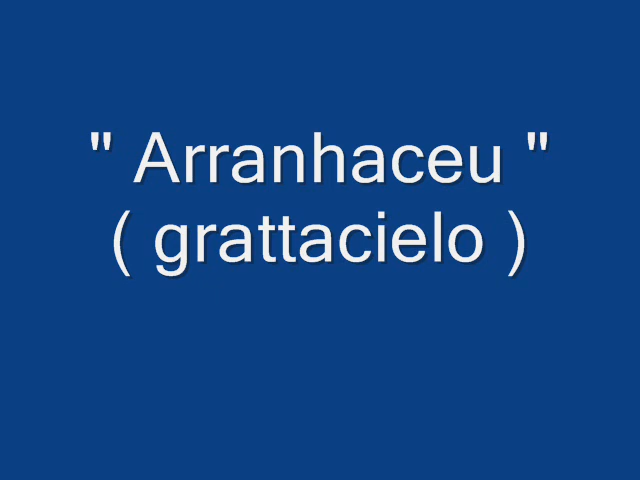 " Arranhaceu "
( grattacielo )